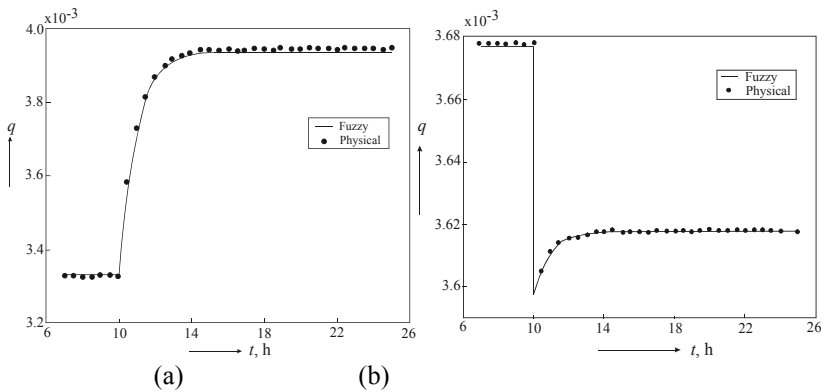 x10-3
4.0
3.9
q
3.6
3.4
3.2
6
10
14
18
22
26
t, h
Fuzzy
Physical
(a)
x10-3
3.68
3.66
q
3.64
3.62
3.6
6
10
14
18
22
26
t, h
Fuzzy
Physical
(b)